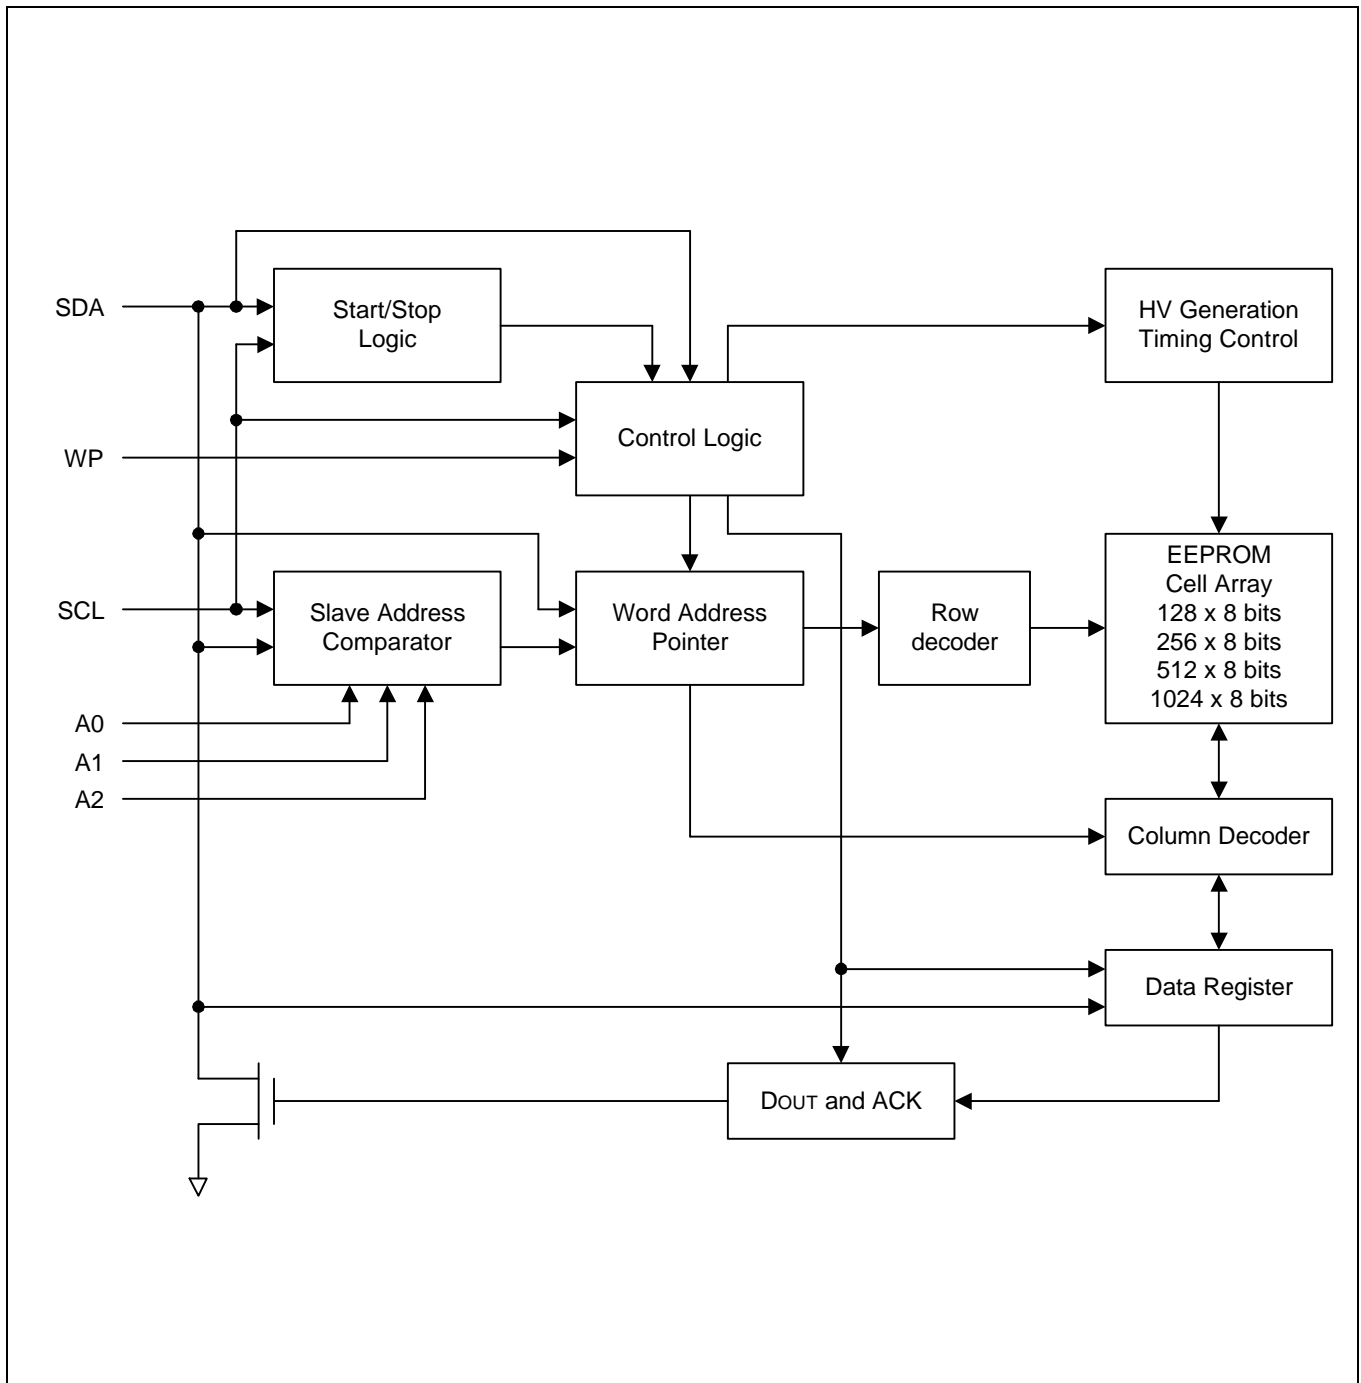 SDA
Start/Stop
Logic
HV Generation
Timing Control
Control Logic
WP
EEPROM
Cell Array
128 x 8 bits
256 x 8 bits
512 x 8 bits
1024 x 8 bits
SCL
Slave Address
Comparator
Word Address
Pointer
Row
decoder
A0
A1
A2
Column Decoder
Data Register
DOUT and ACK